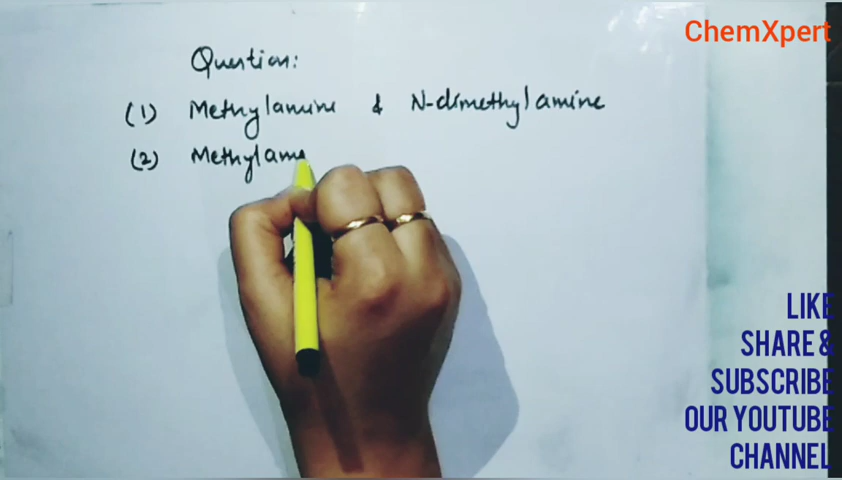 ChemXpert
Question:
(1) Methylamine & N-dimethylamine
(2) Methylam
LIKE
SHARE &
SUBSCRIBE
OUR YOUTUBE
CHANNEL